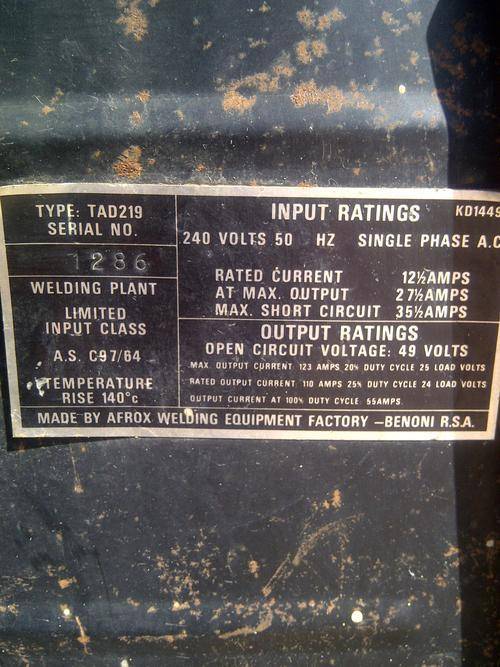 TYPE: TAD219
SERIAL NO.
1286
WELDING PLANT
LIMITED
INPUT CLASS
A.S. C97/64
TEMPERATURE
RISE 140°c
INPUT RATINGS
KD1449
240 VOLTS 50 HZ SINGLE PHASE A.C
RATED CURRENT 12½AMPS
AT MAX. OUTPUT 27½AMPS
MAX. SHORT CIRCUIT 35½AMPS
OUTPUT RATINGS
OPEN CIRCUIT VOLTAGE: 49 VOLTS
MAX OUTPUT CURRENT 123 AMPS 20% DUTY CYCLE 25 LOAD VOLTS
RATED OUTPUT CURRENT 110 AMPS 25% DUTY CYCLE 24 LOAD VOLTS
OUTPUT CURRENT AT 100% DUTY CYCLE 55AMPS.
MADE BY AFROX WELDING EQUIPMENT FACTORY -BENONI R.S.A.